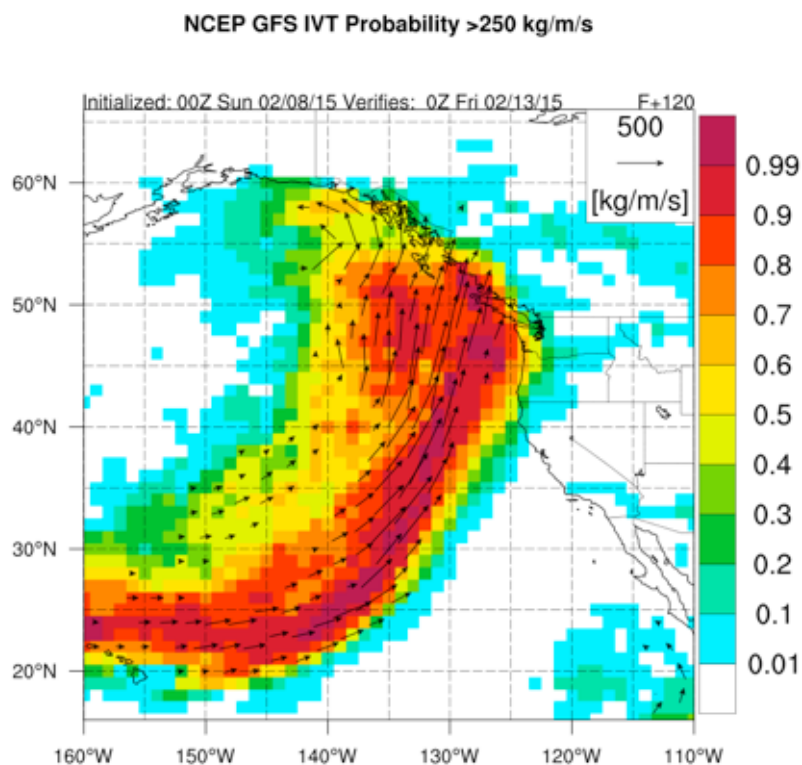 NCEP GFS IVT Probability >250 kg/m/s
Initialized: 00Z Sun 02/08/15 Verifies: 0Z Fri 02/13/15 F+120
500
[kg/m/s]
60°N
50°N
40°N
30°N
20°N
160°W 150°W 140°W 130°W 120°W 110°W
0.99
0.9
0.8
0.7
0.6
0.5
0.4
0.3
0.2
0.1
0.01